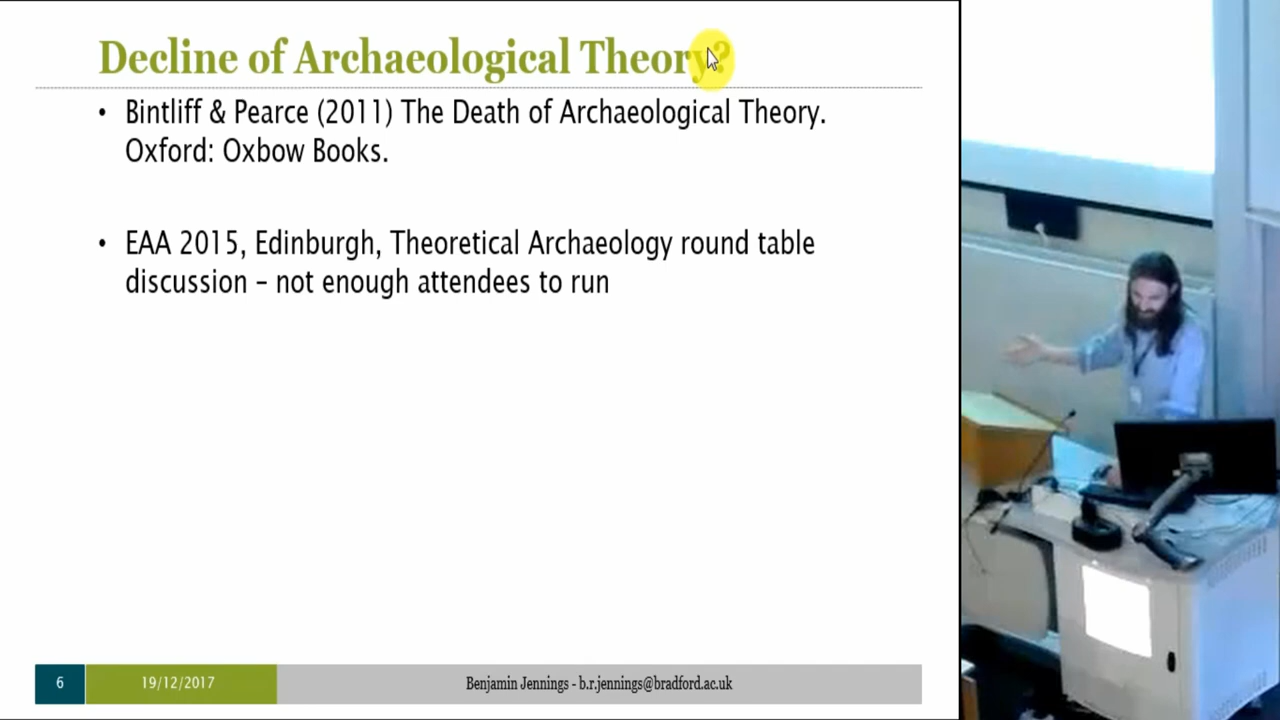 Decline of Archaeological Theory?
• Bintliff & Pearce (2011) The Death of Archaeological Theory.
Oxford: Oxbow Books.
• EAA 2015, Edinburgh, Theoretical Archaeology round table
discussion – not enough attendees to run
6 19/12/2017 Benjamin Jennings - b.r.jennings@bradford.ac.uk